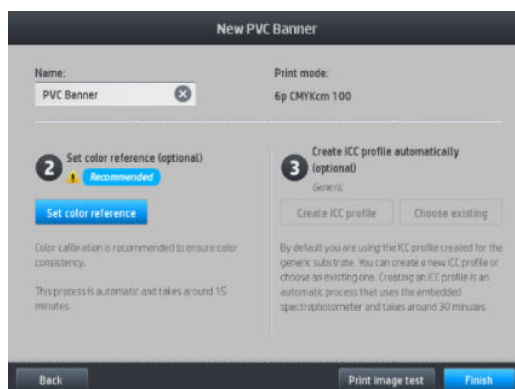 New PVC Banner
Name:
PVC Banner
Print mode:
6p CMYKcm 100
2
Set color reference (optional)
Recommended
Set color reference
Color calibration is recommended to ensure color
consistency.
This process is automatic and takes around 15
minutes.
3
Create ICC profile automatically
(optional)
Generic
Create ICC profile
Choose existing
By default you are using the ICC profile created for the
generic substrate. You can create a new ICC profile or
choose an existing one. Creating an ICC profile is an
automatic process that uses the embedded
spectrophotometer and takes around 30 minutes.
Back
Print image test
Finish